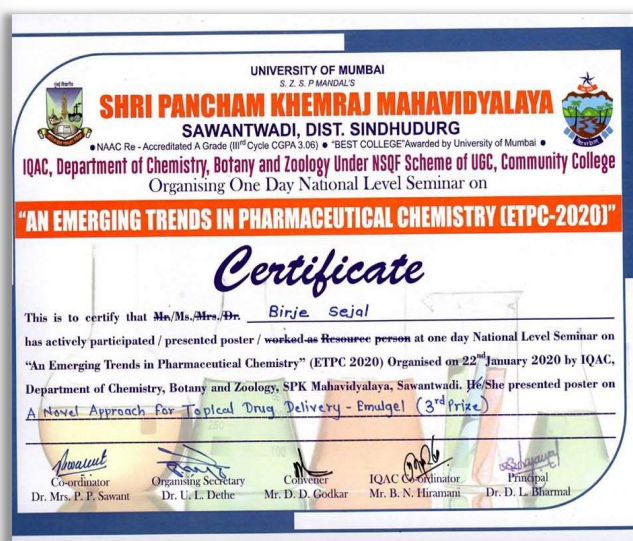 UNIVERSITY OF MUMBAI
S. Z. S. P MANDAL'S
SHRI PANCHAM KHEMRAJ MAHAVIDYALAYA
SAWANTWADI, DIST. SINDHUDURG
● NAAC Re - Accreditated A Grade (IIIrd Cycle CGPA 3.06) ● "BEST COLLEGE"Awarded by University of Mumbai ●
IQAC, Department of Chemistry, Botany and Zoology Under NSQF Scheme of UGC, Community College
Organising One Day National Level Seminar on
"AN EMERGING TRENDS IN PHARMACEUTICAL CHEMISTRY (ETPC-2020)"
Certificate
This is to certify that Mr./Ms./Mrs./Dr. Birje Sejal
has actively participated / presented poster / worked as Resource person at one day National Level Seminar on
"An Emerging Trends in Pharmaceutical Chemistry" (ETPC 2020) Organised on 22nd January 2020 by IQAC,
Department of Chemistry, Botany and Zoology, SPK Mahavidyalaya, Sawantwadi. He/She presented poster on
A Novel Approach for Topical Drug Delivery - Emulgel (3rd Prize)
Co-ordinator Organising Secretary Convener IQAC Co-ordinator Principal
Dr. Mrs. P. P. Sawant Dr. U. L. Dethe Mr. D. D. Godkar Mr. B. N. Hiramani Dr. D. L. Bharmal